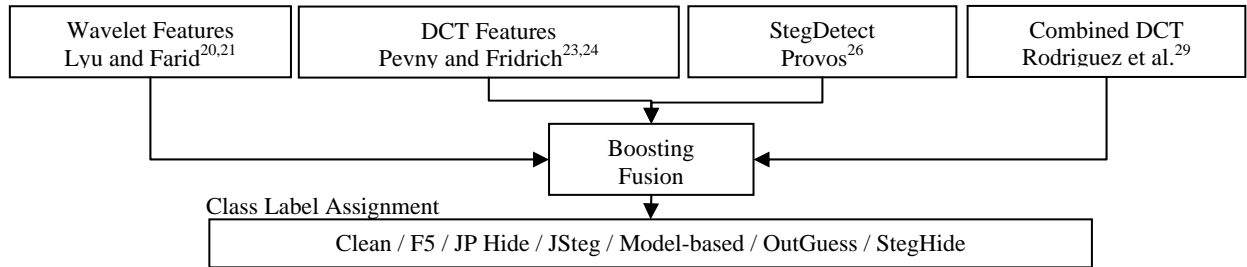 Wavelet Features
Lyu and Farid20,21
DCT Features
Pevny and Fridrich23,24
StegDetect
Provos26
Combined DCT
Rodriguez et al.29
Boosting
Fusion
Class Label Assignment
Clean / F5 / JP Hide / JSteg / Model-based / OutGuess / StegHide